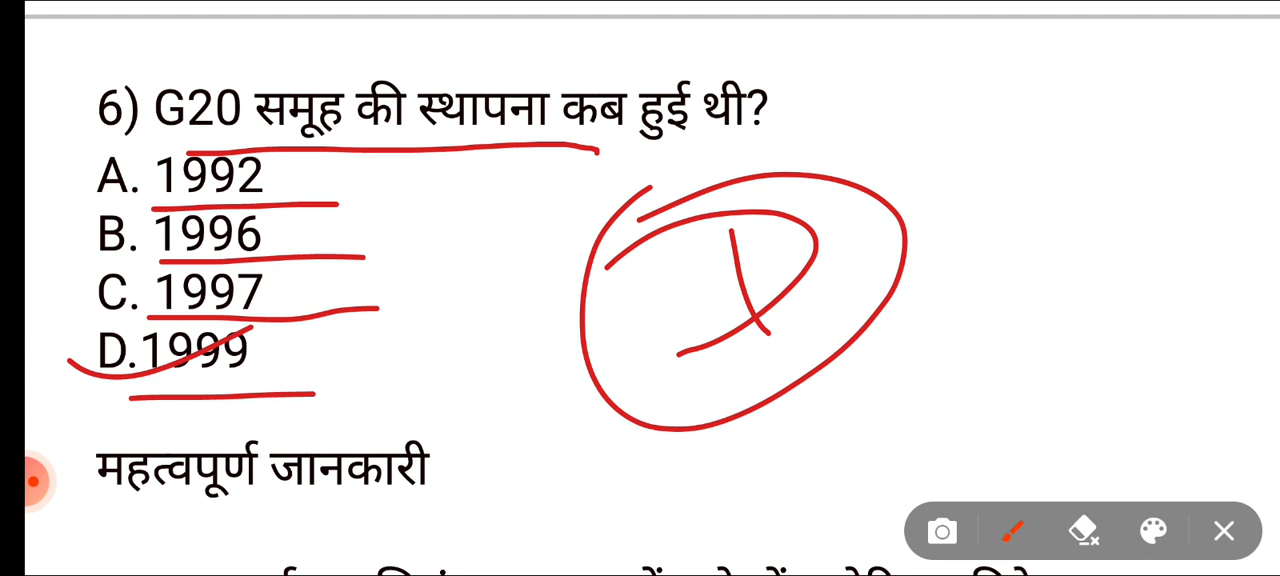 6) G20 समूह की स्थापना कब हुई थी?
A. 1992
B. 1996
C. 1997
D.1999
D
महत्वपूर्ण जानकारी